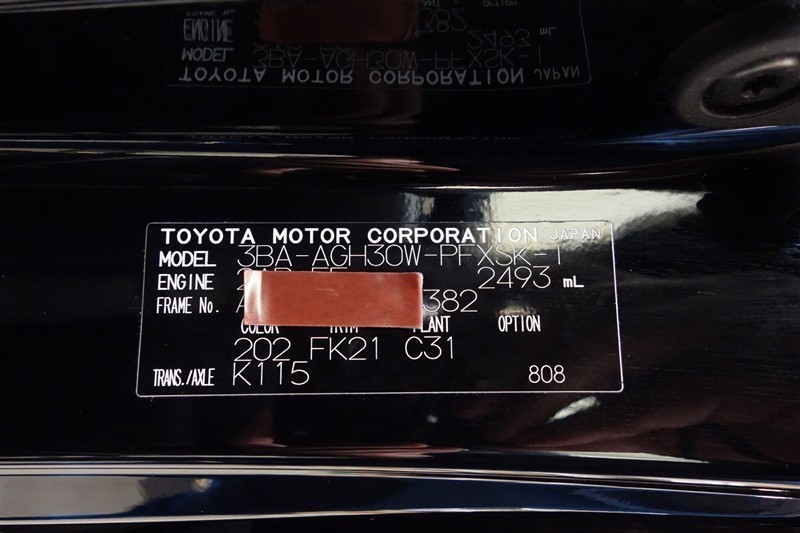 TOYOTA MOTOR CORPORATION JAPAN
MODEL 3BA-AGH30W-PFXSK-T
ENGINE 2493 mL
FRAME No. 382
COLOR TRIM PLANT OPTION
202 FK21 C31
TRANS./AXLE K115 808